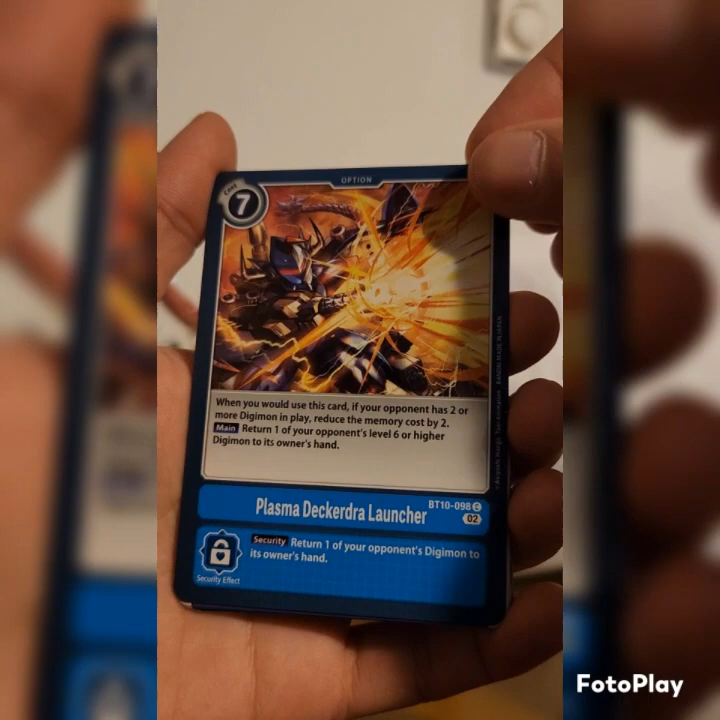 OPTION
Cost
7
When you would use this card, if your opponent has 2 or
more Digimon in play, reduce the memory cost by 2.
Main Return 1 of your opponent's level 6 or higher
Digimon to its owner's hand.
BT10-098 C
Plasma Deckerdra Launcher
02
Security Return 1 of your opponent's Digimon to
its owner's hand.
Security Effect
FotoPlay